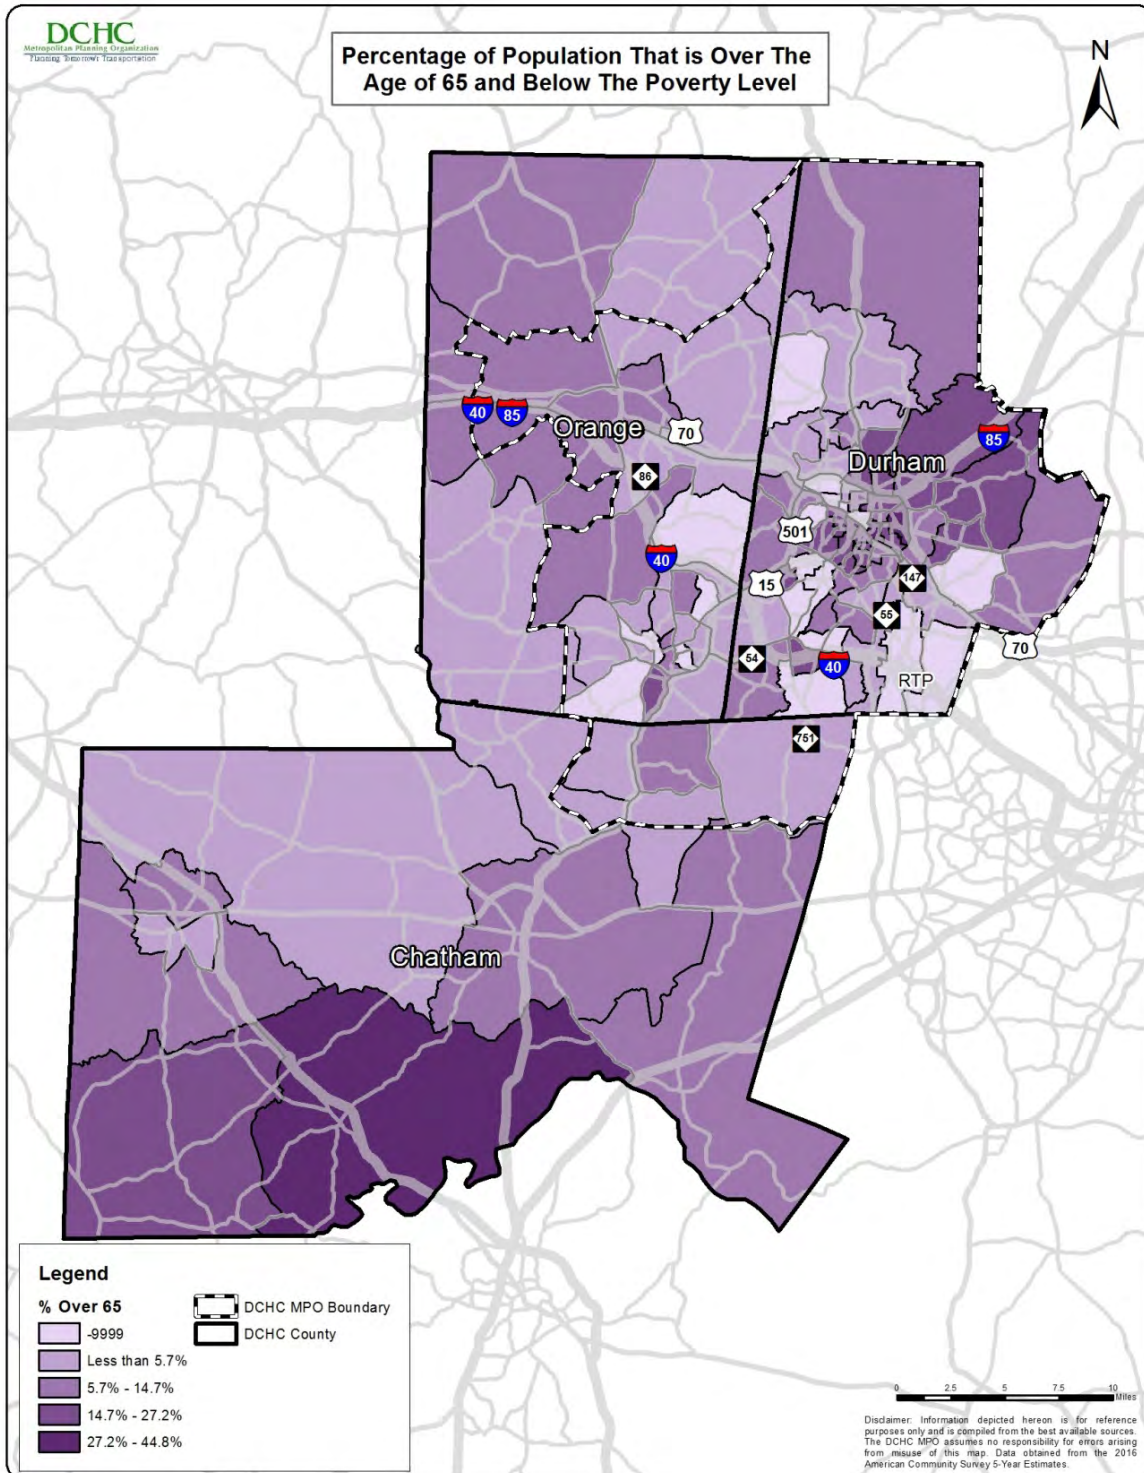 DCHC
Metropolitan Planning Organization
Planning Tomorrow's Transportation
Percentage of Population That is Over The
Age of 65 and Below The Poverty Level
N
40
85
Orange
70
86
85
Durham
501
40
15
147
55
54
40
70
RTP
751
Chatham
Legend
% Over 65
-9999
Less than 5.7%
5.7% - 14.7%
14.7% - 27.2%
27.2% - 44.8%
DCHC MPO Boundary
DCHC County
0 2.5 5 7.5 10
Miles
Disclaimer: Information depicted hereon is for reference
purposes only and is compiled from the best available sources.
The DCHC MPO assumes no responsibility for errors arising
from misuse of this map. Data obtained from the 2016
American Community Survey 5-Year Estimates.